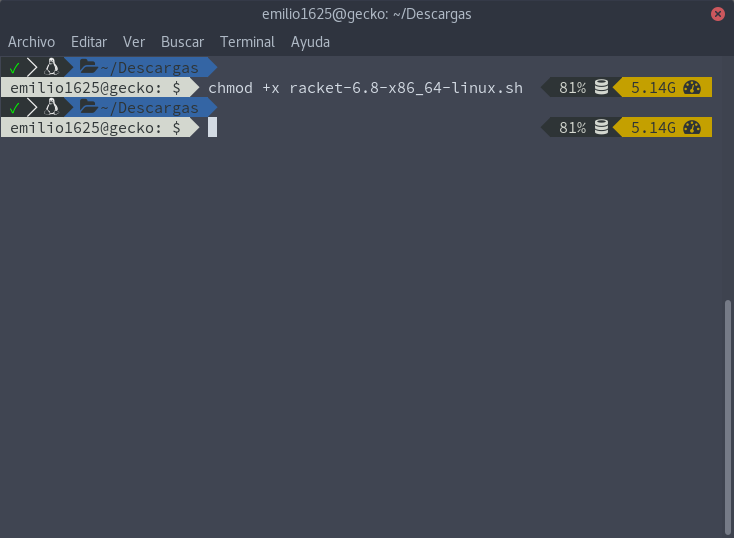 emilio1625@gecko: ~/Descargas
Archivo Editar Ver Buscar Terminal Ayuda
✓ ~/Descargas
emilio1625@gecko: $ chmod +x racket-6.8-x86_64-linux.sh 81% 5.14G
✓ ~/Descargas
emilio1625@gecko: $ 81% 5.14G